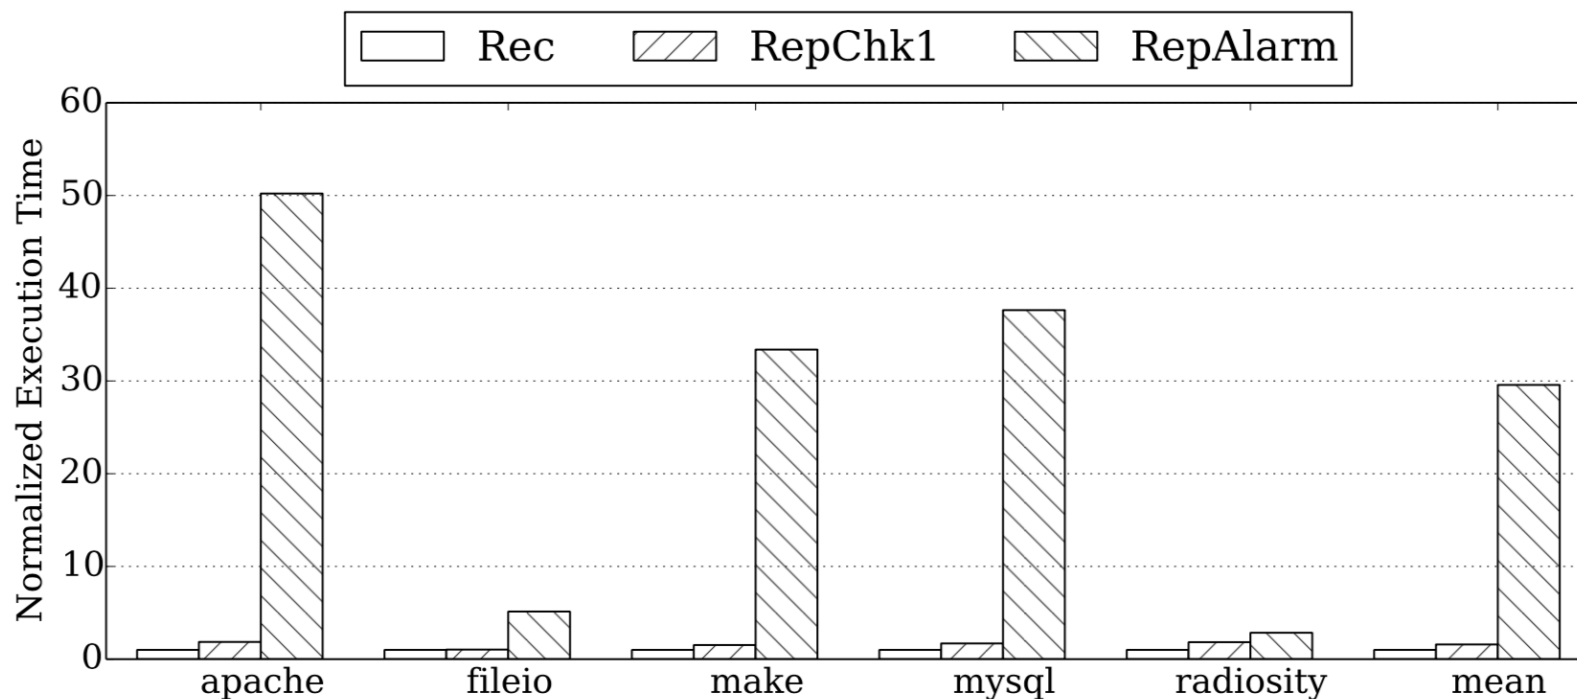 Rec RepChk1 RepAlarm
Normalized Execution Time
60
50
40
30
20
10
0
apache fileio make mysql radiosity mean